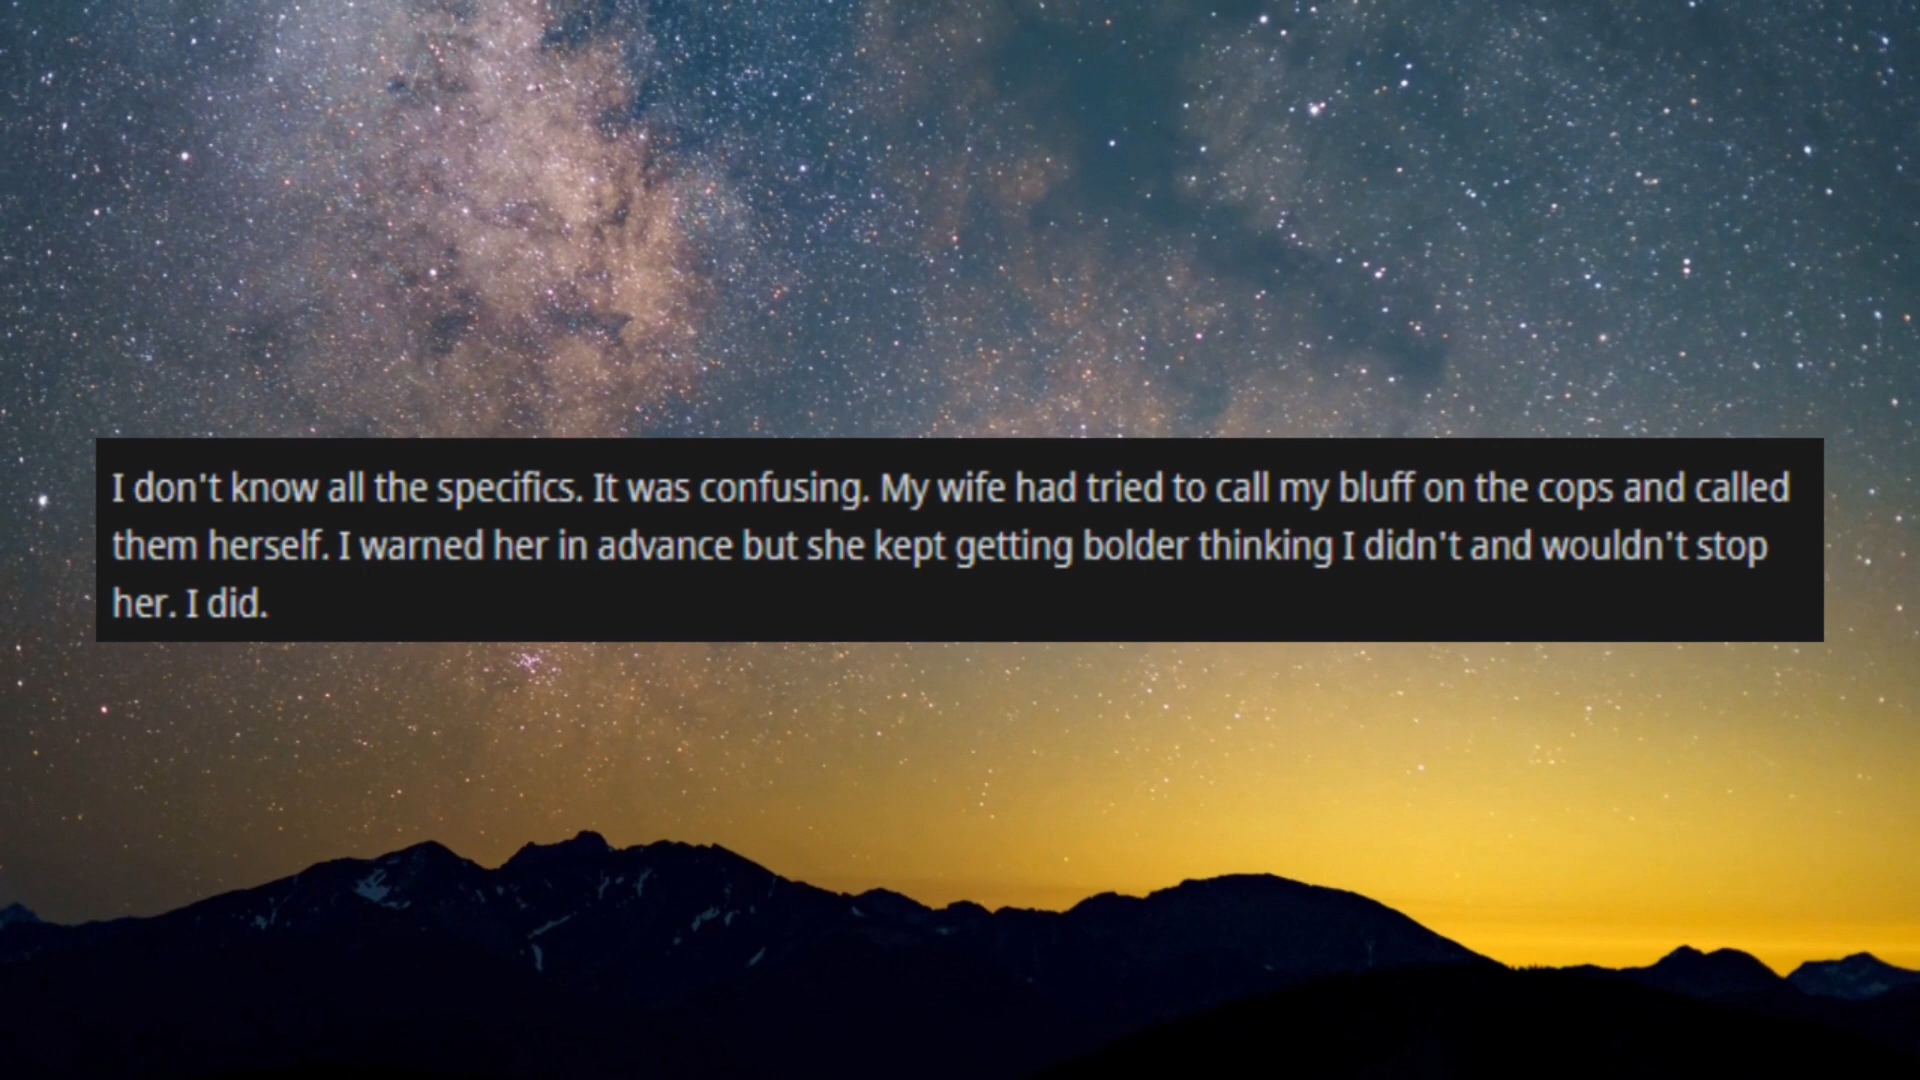 I don't know all the specifics. It was confusing. My wife had tried to call my bluff on the cops and called
them herself. I warned her in advance but she kept getting bolder thinking I didn't and wouldn't stop
her. I did.